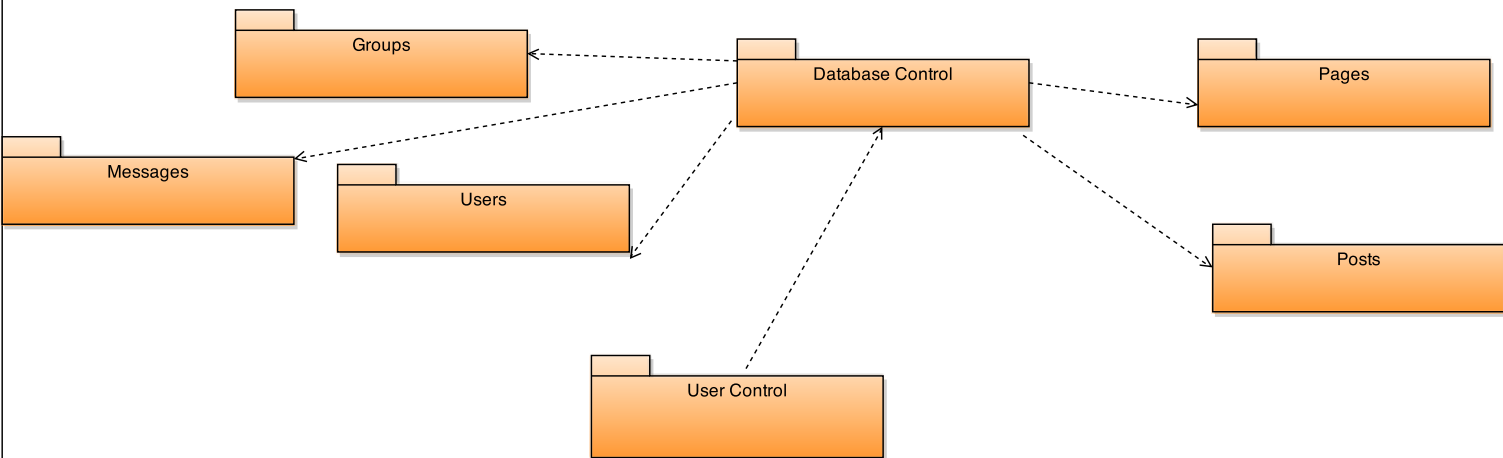 Groups
Database Control
Pages
Messages
Users
Posts
User Control